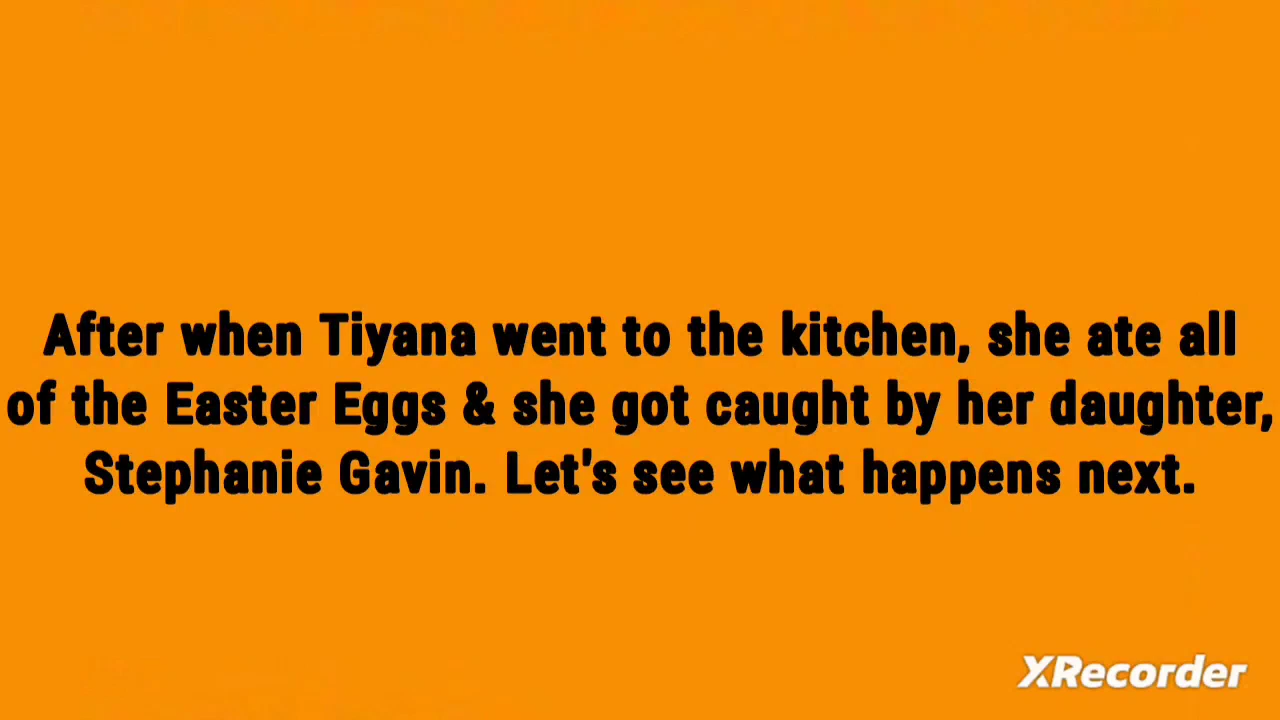 After when Tiyana went to the kitchen, she ate all
of the Easter Eggs & she got caught by her daughter,
Stephanie Gavin. Let's see what happens next.
XRecorder